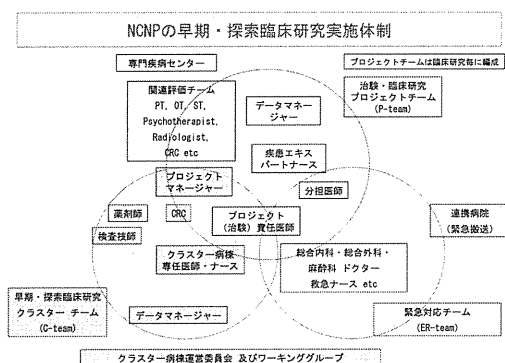 NCNPの早期・探索臨床研究実施体制
専門疾病センター
プロジェクトチームは臨床研究毎に編成
関連評価チーム
PT, OT, ST,
Psychotherapist,
Radiologist,
CRC etc
データマネー
ジャー
治験・臨床研究
プロジェクトチーム
(P-team)
疾患エキス
パートナース
プロジェクト
マネージャー
分担医師
薬剤師
CRC
プロジェクト
(治験)責任医師
連携病院
(緊急搬送)
検査技師
クラスター病棟
専任医師・ナース
総合内科・総合外科・
麻酔科 ドクター
救急ナース etc
早期・探索臨床研究
クラスター チーム
(C-team)
データマネージャー
緊急対応チーム
(ER-team)
クラスター病棟運営委員会 及びワーキンググループ